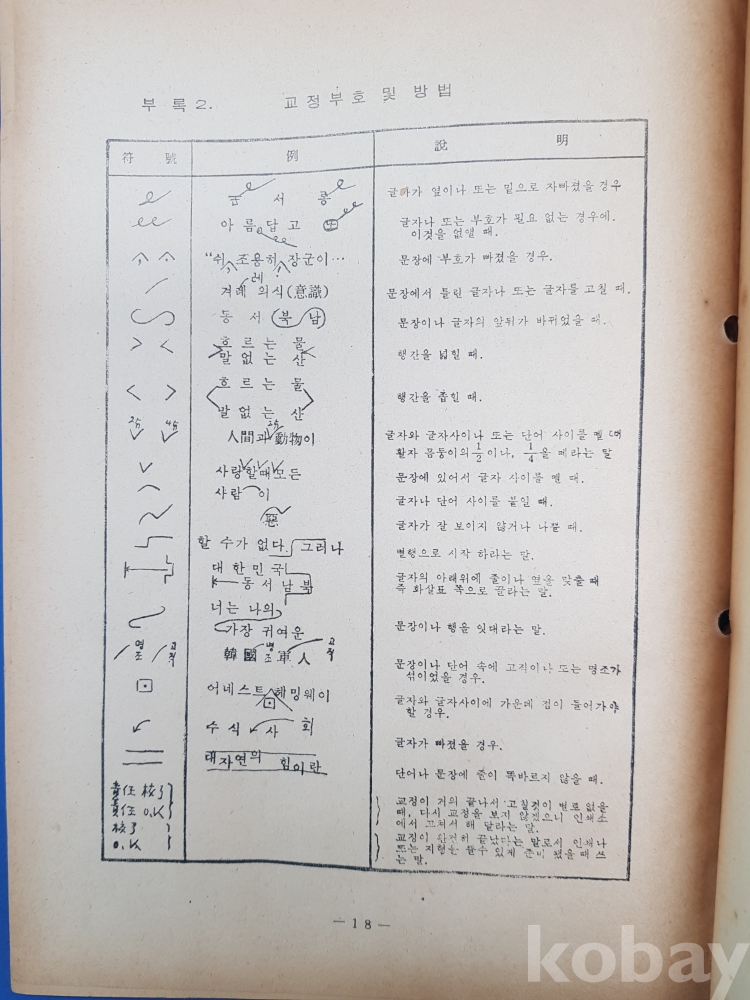 부 록 2.   교정부호 및 방법
符 號   例   說 明
굼 서 릉   글자가 옆이나 또는 밑으로 자빠졌을 경우
아 름 답 고   글자나 또는 부호가 필요 없는 경우에.
이것을 없앨 때.
"쉬 조용히 장군이…   문장에 부호가 빠졌을 경우.
레
겨례 의식(意識)   문장에서 틀린 글자나 또는 글자를 고칠 때.
동 서 북 남   문장이나 글자의 앞뒤가 바뀌었을 때.
흐 르 는 물
말 없 는 산   행간을 넓힐 때.
흐 르 는 물
말 없 는 산   행간을 좁힐 때.
2分 4分   2分
人間과 動物이   글자와 글자사이나 또는 단어 사이를 뗄 때
활자 몸둥이의 1/2이나, 1/4을 떼라는 말
사랑할때모든   문장에 있어서 글자 사이를 뗄 때.
사람 이   글자나 단어 사이를 붙일 때.
惡   글자가 잘 보이지 않거나 나쁠 때.
할 수가 없다. 그러나   별행으로 시작 하라는 말.
대 한 민 국
동 서 남 북   글자의 아래위에 줄이나 옆을 맞출 때
즉 화살표 쪽으로 끌라는 말.
너는 나의
가장 귀여운   문장이나 행을 잇대라는 말.
명조 고직   韓 國 명조 軍 人 고직   문장이나 단어 속에 고직이나 또는 명조가
섞이었을 경우.
어네스트 헤밍웨이   글자와 글자사이에 가운데 점이 들어가야
할 경우.
수 식 사 회   글자가 빠졌을 경우.
대자연의 힘이란   단어나 문장에 줄이 똑바르지 않을 때.
責任 校了
責任 O.K   교정이 거의 끝나서 고칠것이 별로 없을
때, 다시 교정을 보지 않겠으니 인쇄소
에서 고쳐서 해 달라는 말.
校了
O.K   교정이 완전히 끝났다는 말로서 인쇄나
또는 지형을 뜰수 있게 준비 됐을 때 쓰
는 말.
— 18 —
kobay